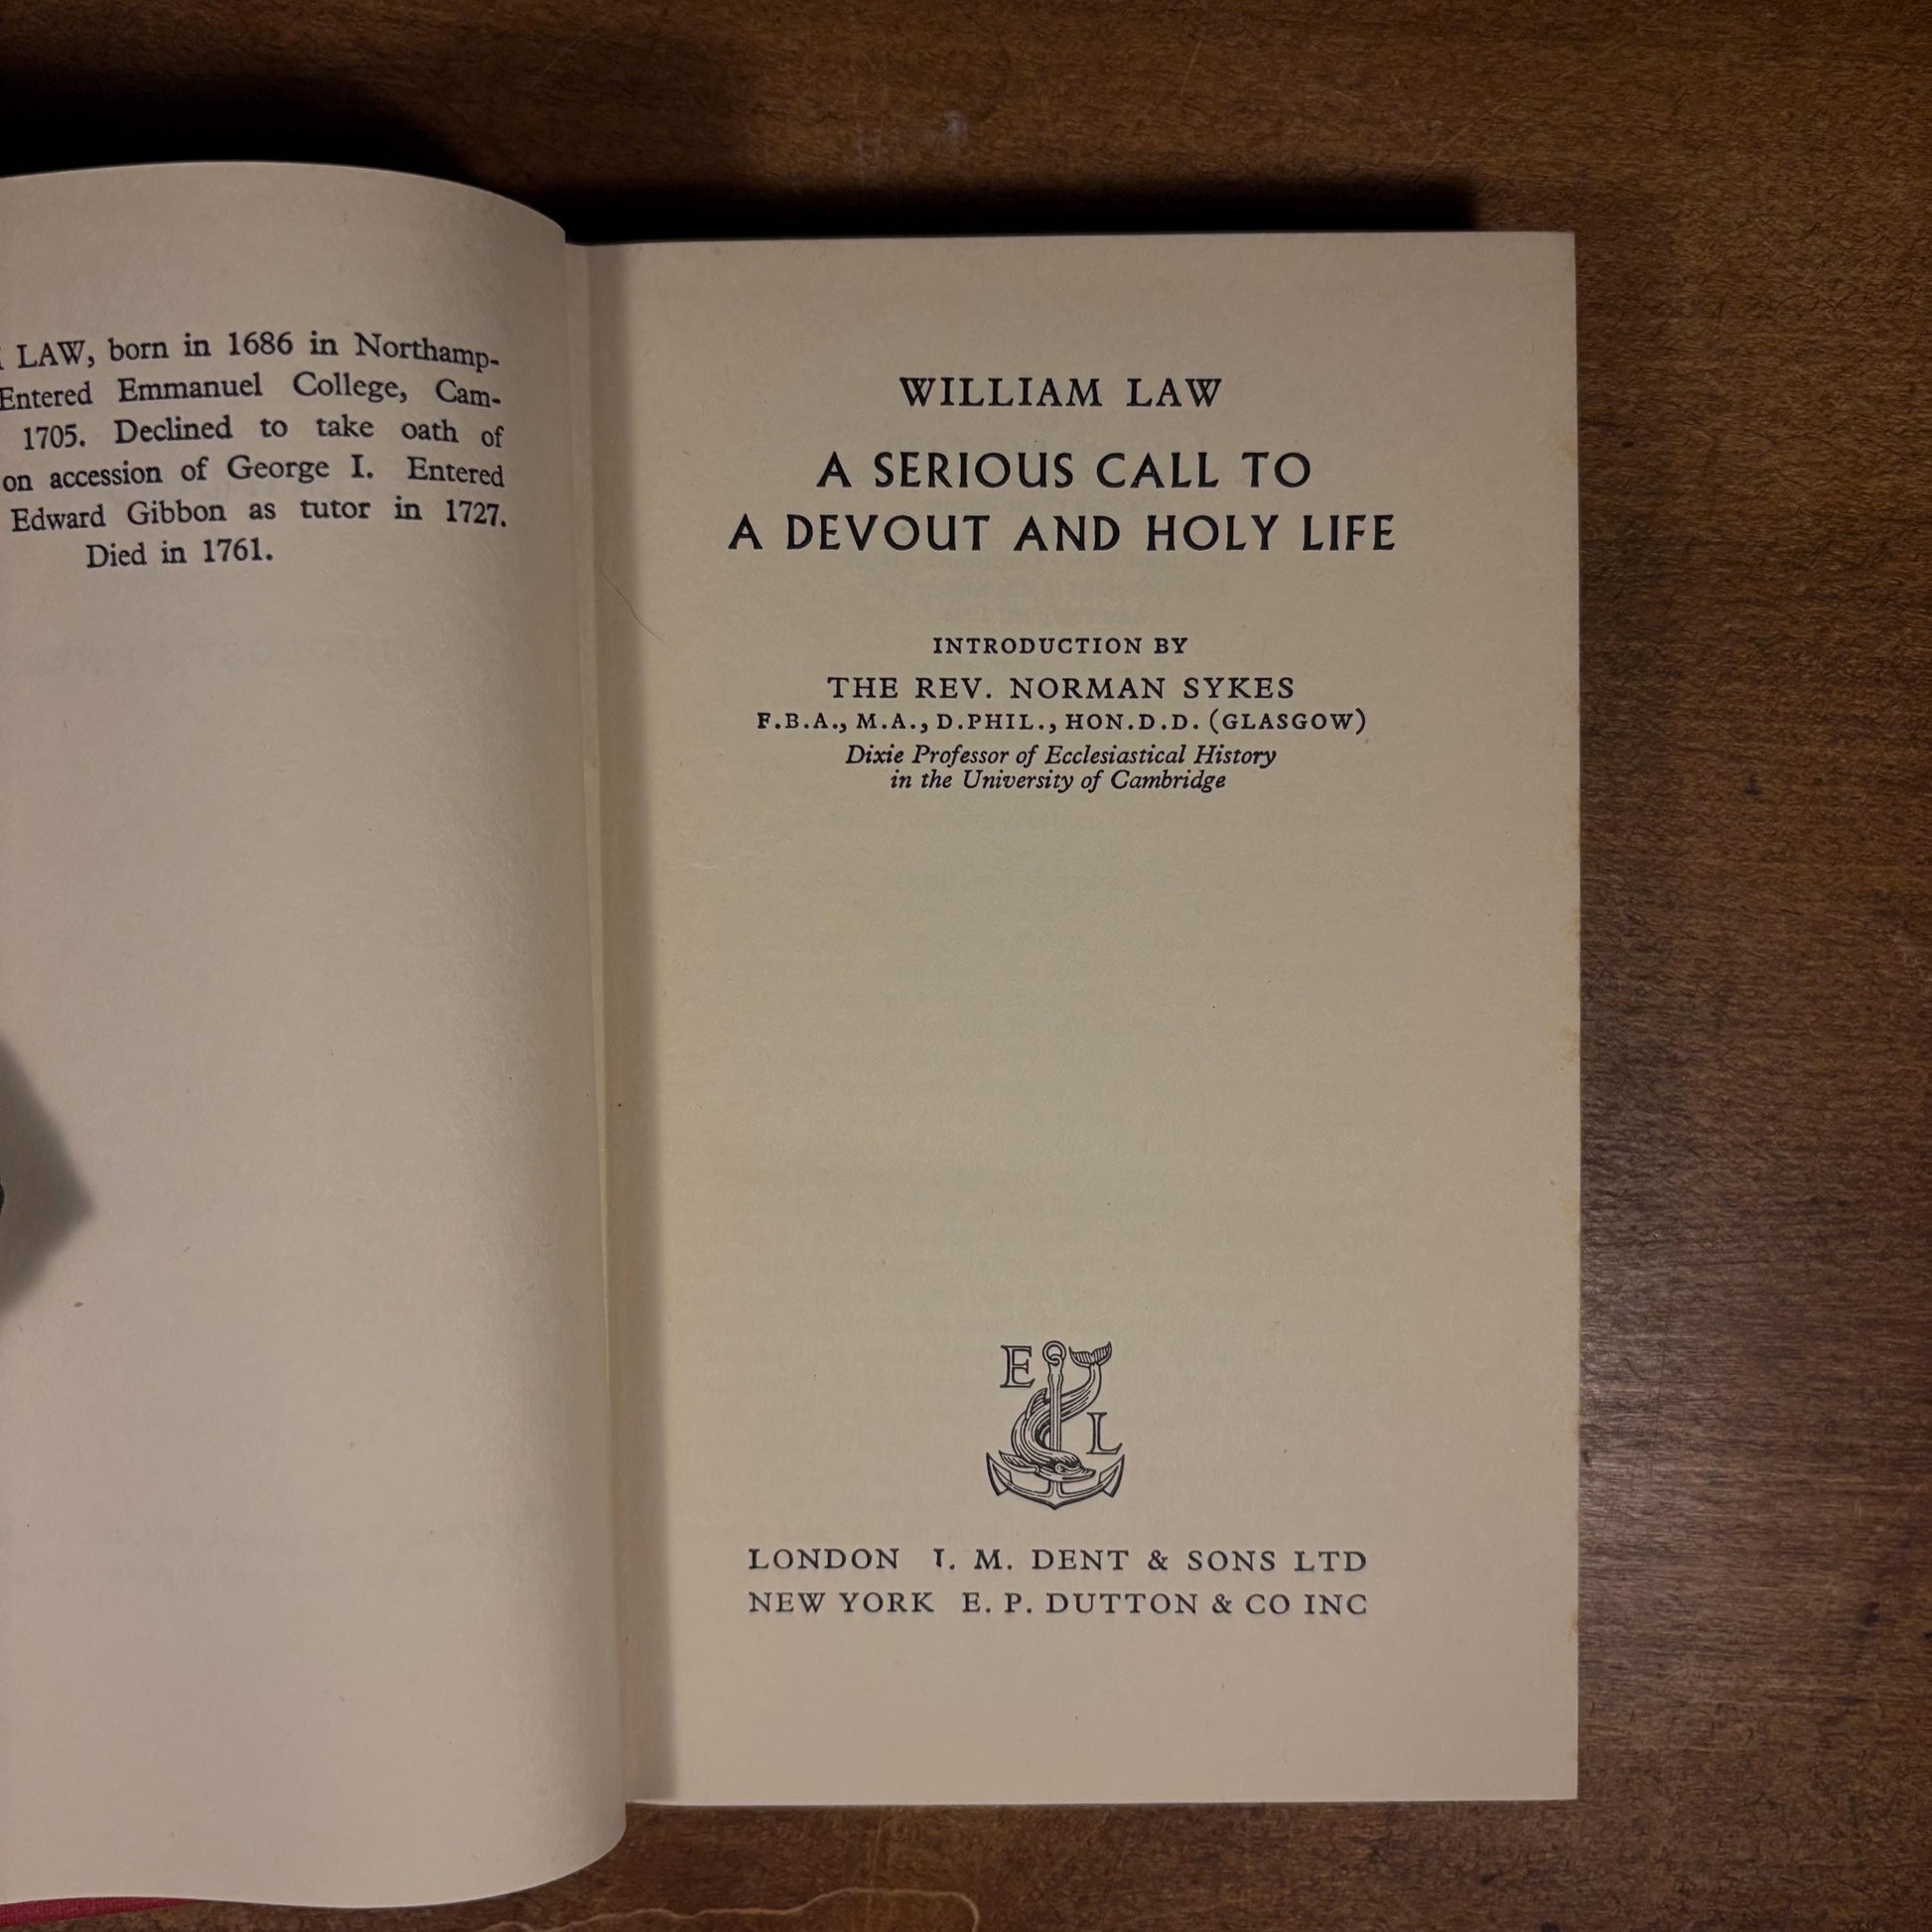 LAW, born in 1686 in Northamp-
Entered Emmanuel College, Cam-
1705. Declined to take oath of
on accession of George I. Entered
Edward Gibbon as tutor in 1727.
Died in 1761.
WILLIAM LAW
A SERIOUS CALL TO
A DEVOUT AND HOLY LIFE
INTRODUCTION BY
THE REV. NORMAN SYKES
F.B.A., M.A., D.PHIL., HON.D.D. (GLASGOW)
Dixie Professor of Ecclesiastical History
in the University of Cambridge
E
L
LONDON J. M. DENT & SONS LTD
NEW YORK E. P. DUTTON & CO INC